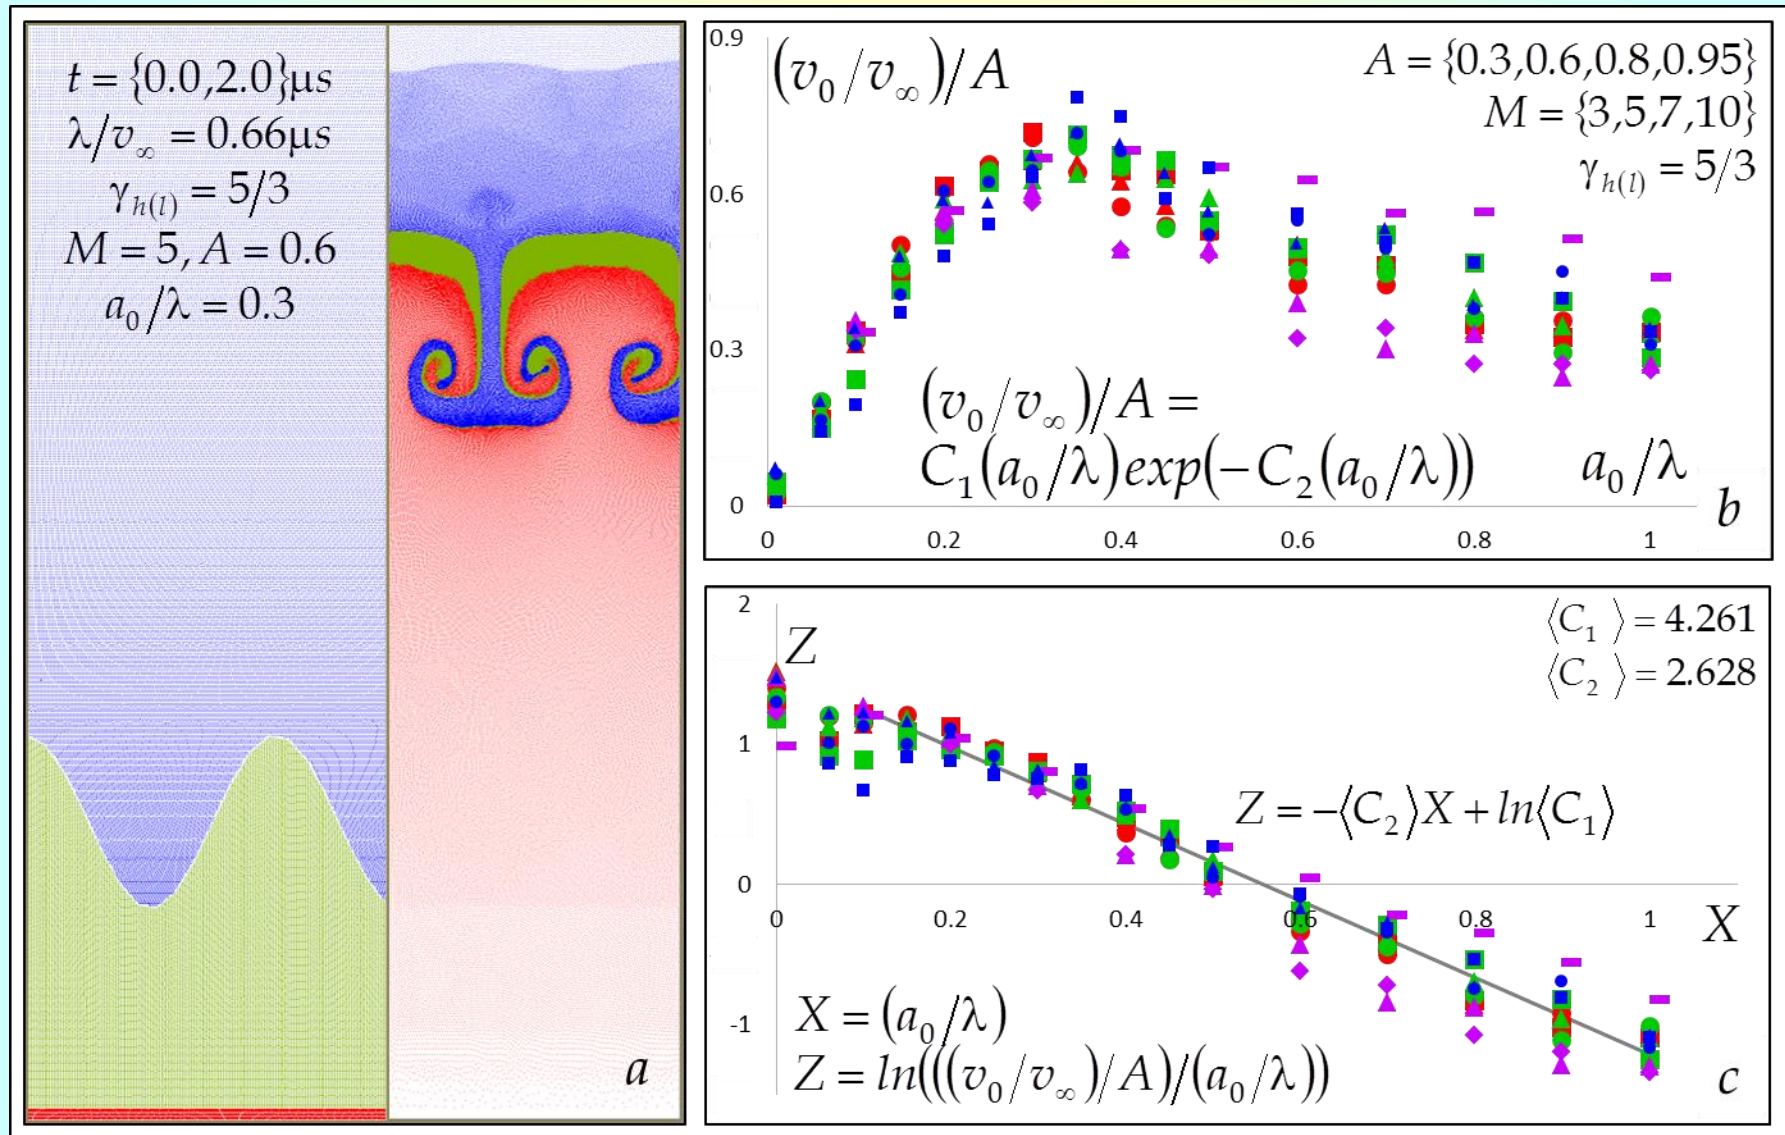 t = {0.0,2.0}μs
λ/v∞ = 0.66μs
γh(l) = 5/3
M = 5, A = 0.6
a0/λ = 0.3
a
0.9
0.6
0.3
0
(v0/v∞)/A
A = {0.3,0.6,0.8,0.95}
M = {3,5,7,10}
γh(l) = 5/3
(v0/v∞)/A =
C1(a0/λ)exp(−C2(a0/λ))
a0/λ
b
0 0.2 0.4 0.6 0.8 1
2
1
0
-1
Z
⟨C1⟩ = 4.261
⟨C2⟩ = 2.628
Z = −⟨C2⟩X + ln⟨C1⟩
0 0.2 0.4 0.6 0.8 1
X
X = (a0/λ)
Z = ln(((v0/v∞)/A)/(a0/λ))
c